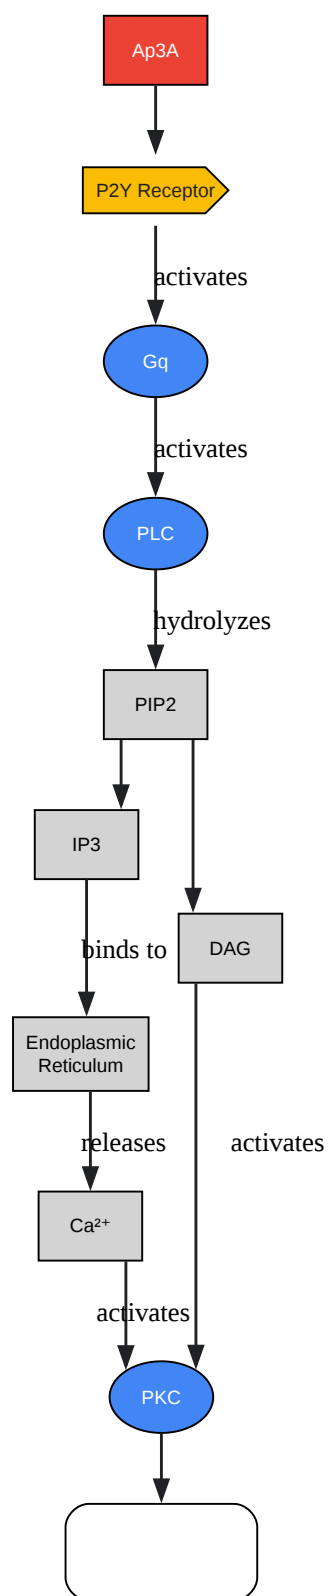 Ap3A
P2Y Receptor
activates
Gq
activates
PLC
hydrolyzes
PIP2
IP3
binds to
DAG
Endoplasmic
Reticulum
releases
activates
Ca²⁺
activates
PKC